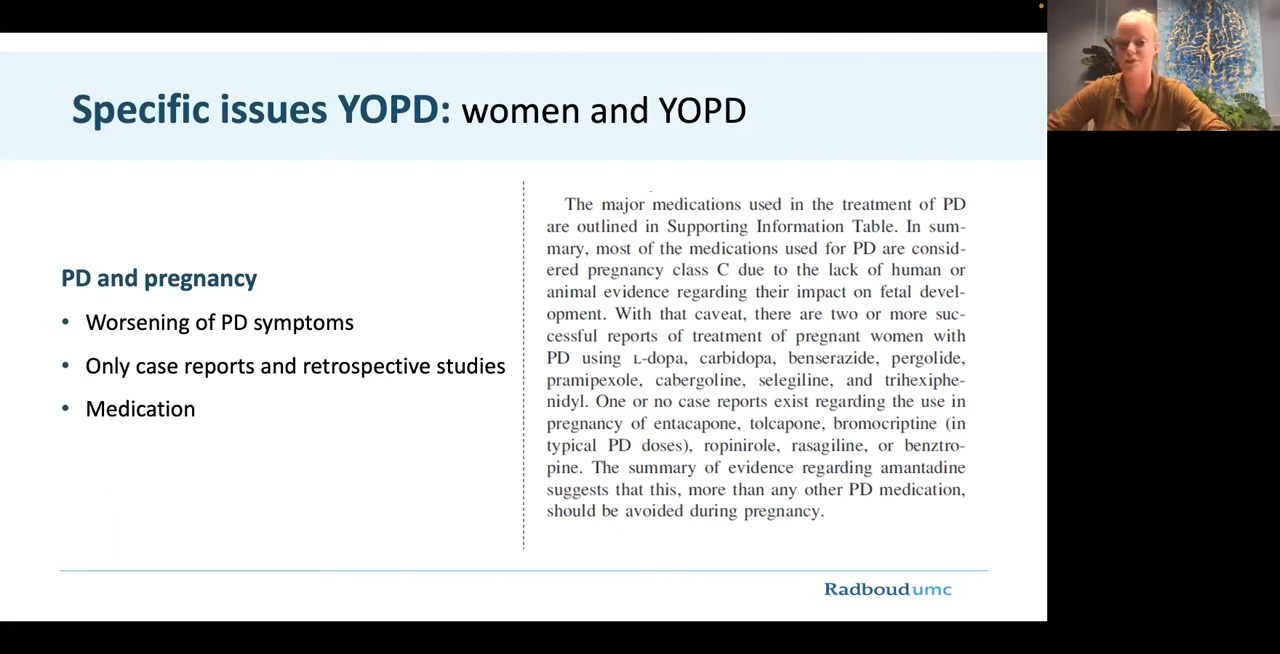 Specific issues YOPD: women and YOPD
PD and pregnancy
• Worsening of PD symptoms
• Only case reports and retrospective studies
• Medication
The major medications used in the treatment of PD
are outlined in Supporting Information Table. In sum-
mary, most of the medications used for PD are consid-
ered pregnancy class C due to the lack of human or
animal evidence regarding their impact on fetal devel-
opment. With that caveat, there are two or more suc-
cessful reports of treatment of pregnant women with
PD using L-dopa, carbidopa, benserazide, pergolide,
pramipexole, cabergoline, selegiline, and trihexiphe-
nidyl. One or no case reports exist regarding the use in
pregnancy of entacapone, tolcapone, bromocriptine (in
typical PD doses), ropinirole, rasagiline, or benztro-
pine. The summary of evidence regarding amantadine
suggests that this, more than any other PD medication,
should be avoided during pregnancy.
Radboudumc